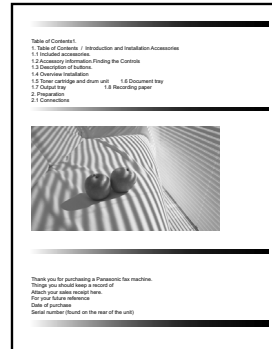 Table of Contents1.
1. Table of Contents / Introduction and Installation Accessories
1.1 Included accessories.
1.2 Accessory information.Finding the Controls
1.3 Description of buttons.
1.4 Overview Installation
1.5 Toner cartridge and drum unit 1.6 Document tray
1.7 Output tray 1.8 Recording paper
2. Preparation
2.1 Connections
Thank you for purchasing a Panasonic fax machine.
Things you should keep a record of
Attach your sales receipt here.
For your future reference
Date of purchase
Serial number (found on the rear of the unit)